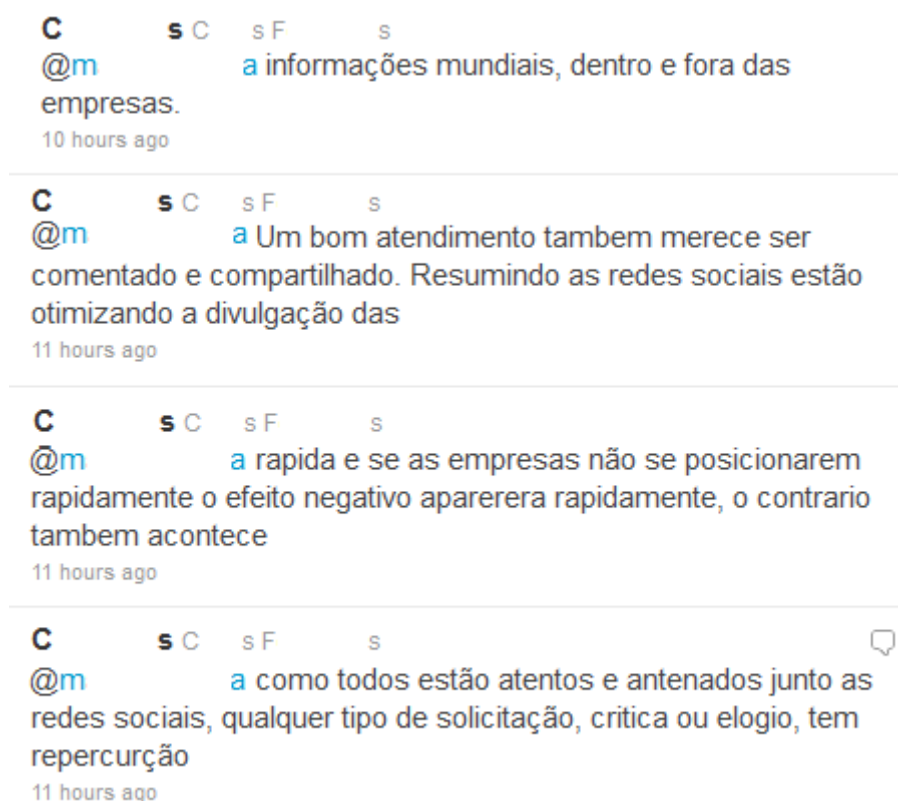 C s C s F s
@m a informações mundiais, dentro e fora das
empresas.
10 hours ago
C s C s F s
@m a Um bom atendimento tambem merece ser
comentado e compartilhado. Resumindo as redes sociais estão
otimizando a divulgação das
11 hours ago
C s C s F s
@m a rapida e se as empresas não se posicionarem
rapidamente o efeito negativo aparerera rapidamente, o contrario
tambem acontece
11 hours ago
C s C s F s
@m a como todos estão atentos e antenados junto as
redes sociais, qualquer tipo de solicitação, critica ou elogio, tem
repercurção
11 hours ago